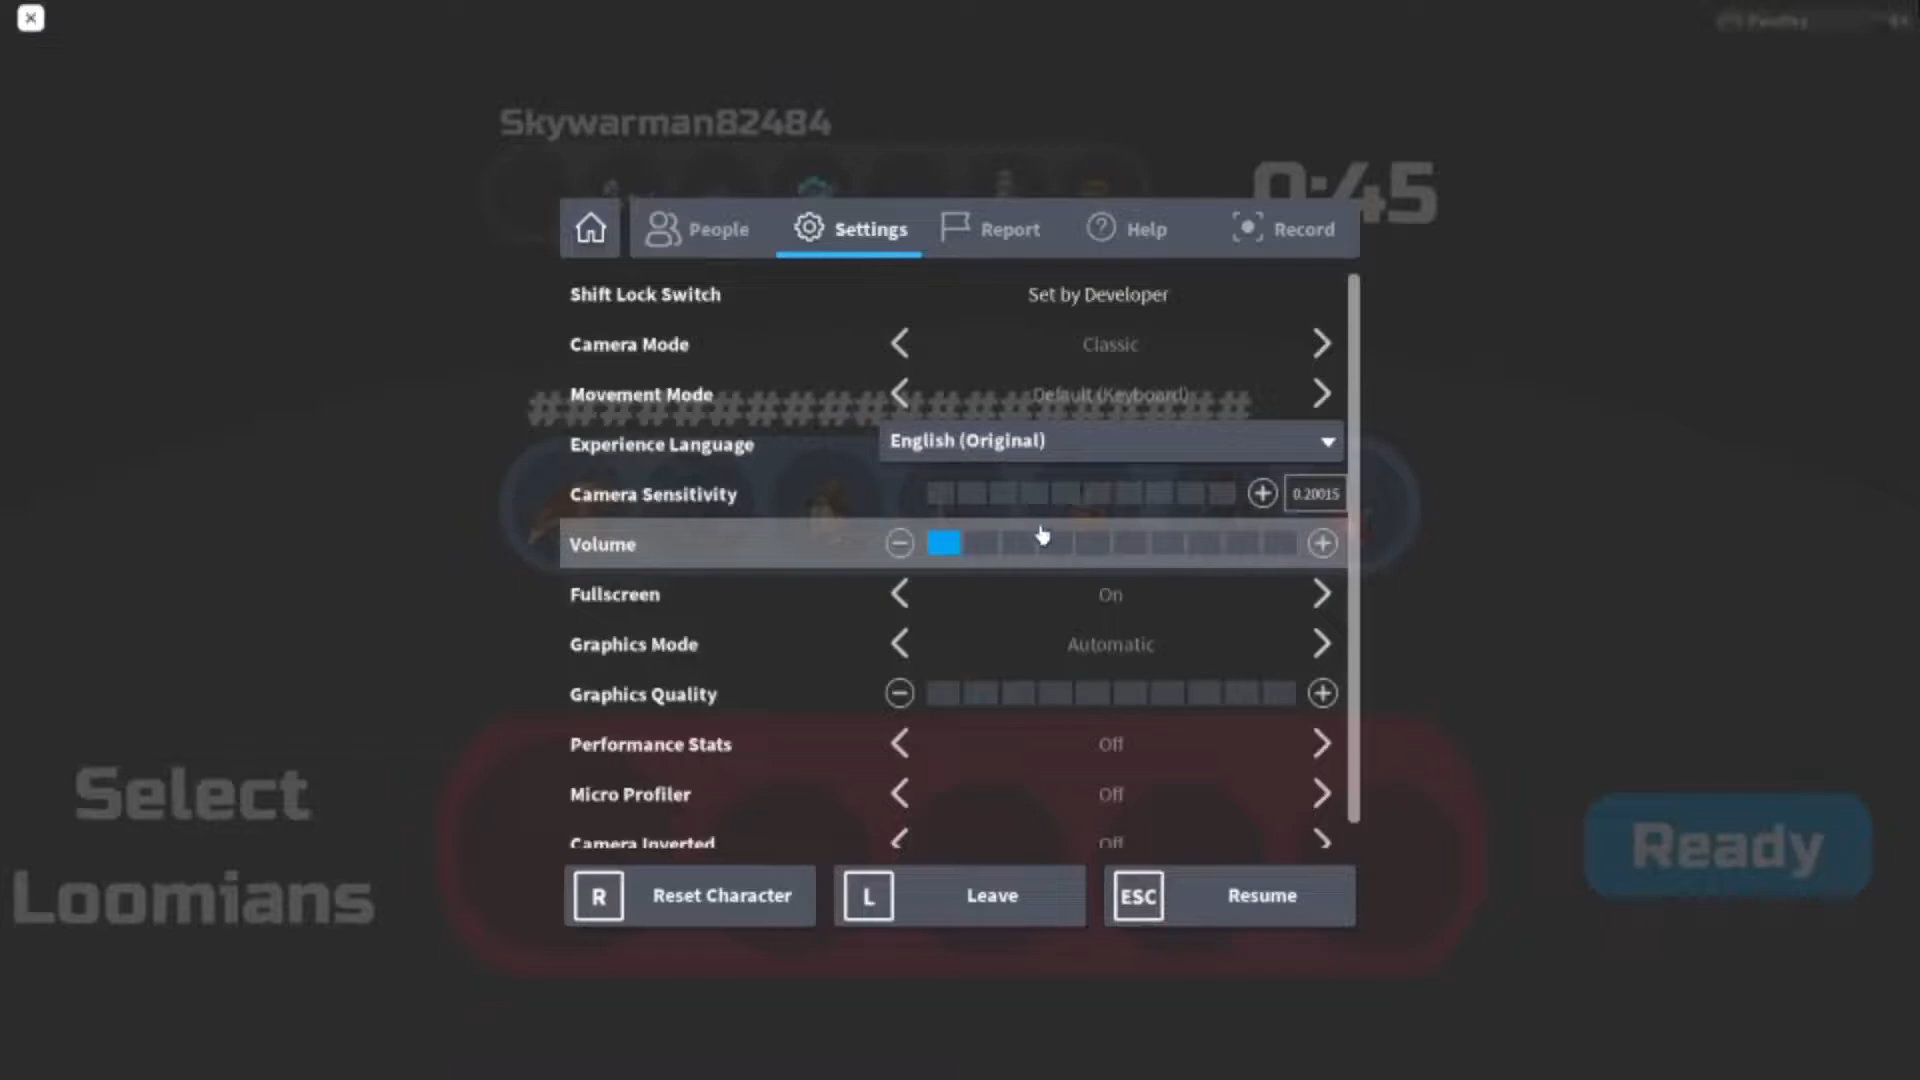 Skywarman82484
0:45
People Settings Report Help Record
Shift Lock Switch Set by Developer
Camera Mode Classic
Movement Mode Default (Keyboard)
########################
Experience Language English (Original)
Camera Sensitivity 0.20015
Volume
Fullscreen On
Graphics Mode Automatic
Graphics Quality
Performance Stats Off
Micro Profiler Off
Camera Inverted Off
Select
Loomians
Ready
R Reset Character L Leave ESC Resume